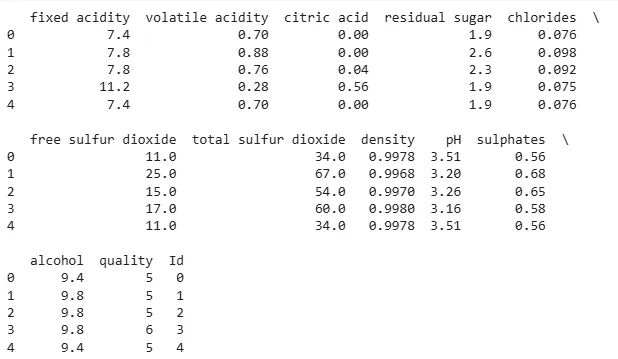 fixed acidity volatile acidity citric acid residual sugar chlorides \
0 7.4 0.70 0.00 1.9 0.076
1 7.8 0.88 0.00 2.6 0.098
2 7.8 0.76 0.04 2.3 0.092
3 11.2 0.28 0.56 1.9 0.075
4 7.4 0.70 0.00 1.9 0.076
free sulfur dioxide total sulfur dioxide density pH sulphates \
0 11.0 34.0 0.9978 3.51 0.56
1 25.0 67.0 0.9968 3.20 0.68
2 15.0 54.0 0.9970 3.26 0.65
3 17.0 60.0 0.9980 3.16 0.58
4 11.0 34.0 0.9978 3.51 0.56
alcohol quality Id
0 9.4 5 0
1 9.8 5 1
2 9.8 5 2
3 9.8 6 3
4 9.4 5 4